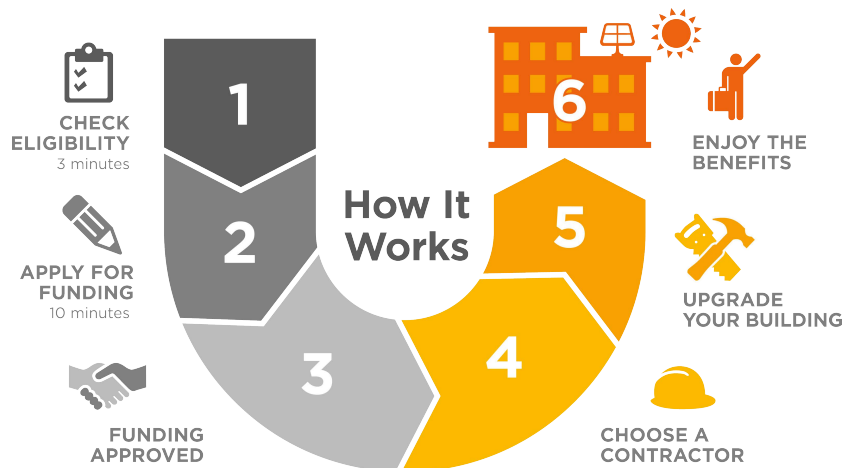 How It
Works
1
CHECK
ELIGIBILITY
3 minutes
2
APPLY FOR
FUNDING
10 minutes
3
FUNDING
APPROVED
4
CHOOSE A
CONTRACTOR
5
UPGRADE
YOUR BUILDING
6
ENJOY THE
BENEFITS